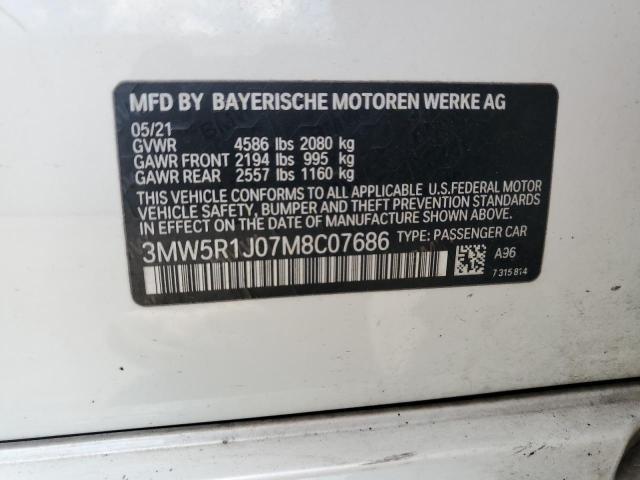 MFD BY BAYERISCHE MOTOREN WERKE AG
05/21
GVWR 4586 lbs 2080 kg
GAWR FRONT 2194 lbs 995 kg
GAWR REAR 2557 lbs 1160 kg
THIS VEHICLE CONFORMS TO ALL APPLICABLE U.S.FEDERAL MOTOR
VEHICLE SAFETY, BUMPER AND THEFT PREVENTION STANDARDS
IN EFFECT ON THE DATE OF MANUFACTURE SHOWN ABOVE.
3MW5R1J07M8C07686 TYPE: PASSENGER CAR
A96
7 315 814